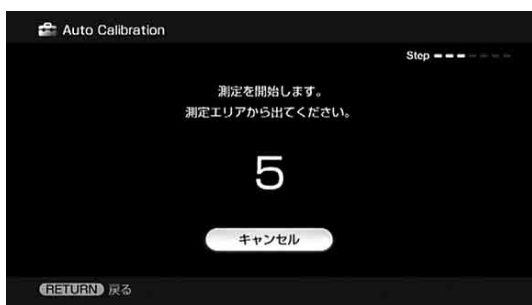 Auto Calibration
Step
測定を開始します。
測定エリアから出てください。
5
キャンセル
RETURN 戻る